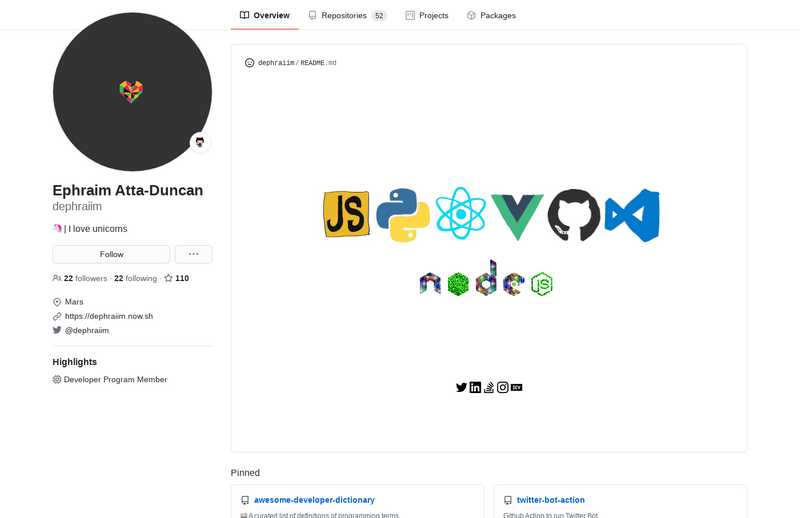 Overview
Repositories 52
Projects
Packages
dephraiim / README.md
Ephraim Atta-Duncan
dephraiim
🦄 | I love unicorns
Follow
22 followers · 22 following · 110
Mars
https://dephraiim.now.sh
@dephraiim
Highlights
Developer Program Member
JS
node
JS
in
Pinned
awesome-developer-dictionary
A curated list of definitions of programming terms.
twitter-bot-action
Github Action to run Twitter Bot